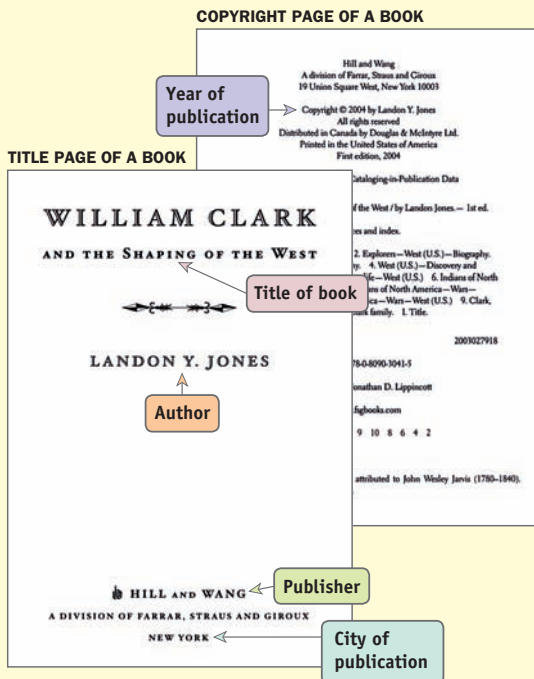 COPYRIGHT PAGE OF A BOOK
Hill and Wang
A division of Farrar, Straus and Giroux
19 Union Square West, New York 10003
Year of
publication
Copyright © 2004 by Landon Y. Jones
All rights reserved
Distributed in Canada by Douglas & McIntyre Ltd.
Printed in the United States of America
First edition, 2004
Cataloging-in-Publication Data
of the West / by Landon Jones.— 1st ed.
and index.
2. Explorers—West (U.S.)—Biography.
4. West (U.S.)—Discovery and
life—West (U.S.) 6. Indians of North
of North America—Wars—
Wars—West (U.S.) 9. Clark,
family. I. Title.
2003027918
78-0-8090-3041-5
Jonathan D. Lippincott
fsgbooks.com
9 10 8 6 4 2
attributed to John Wesley Jarvis (1780–1840).
TITLE PAGE OF A BOOK
WILLIAM CLARK
AND THE SHAPING OF THE WEST
Title of book
LANDON Y. JONES
Author
HILL AND WANG
Publisher
A DIVISION OF FARRAR, STRAUS AND GIROUX
NEW YORK
City of
publication